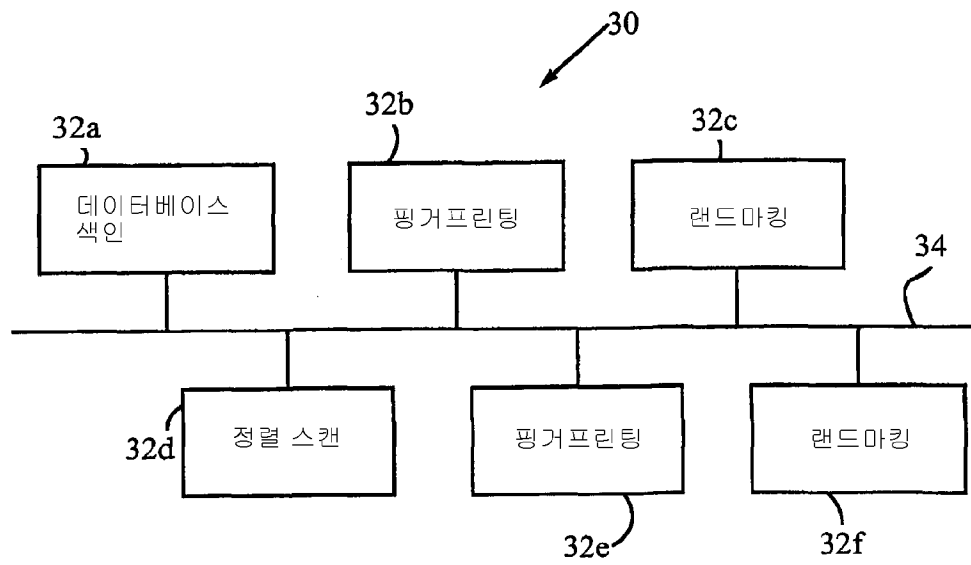 30
32a
32b
32c
데이터베이스
색인
핑거프린팅
랜드마킹
34
32d
정렬 스캔
핑거프린팅
랜드마킹
32e
32f